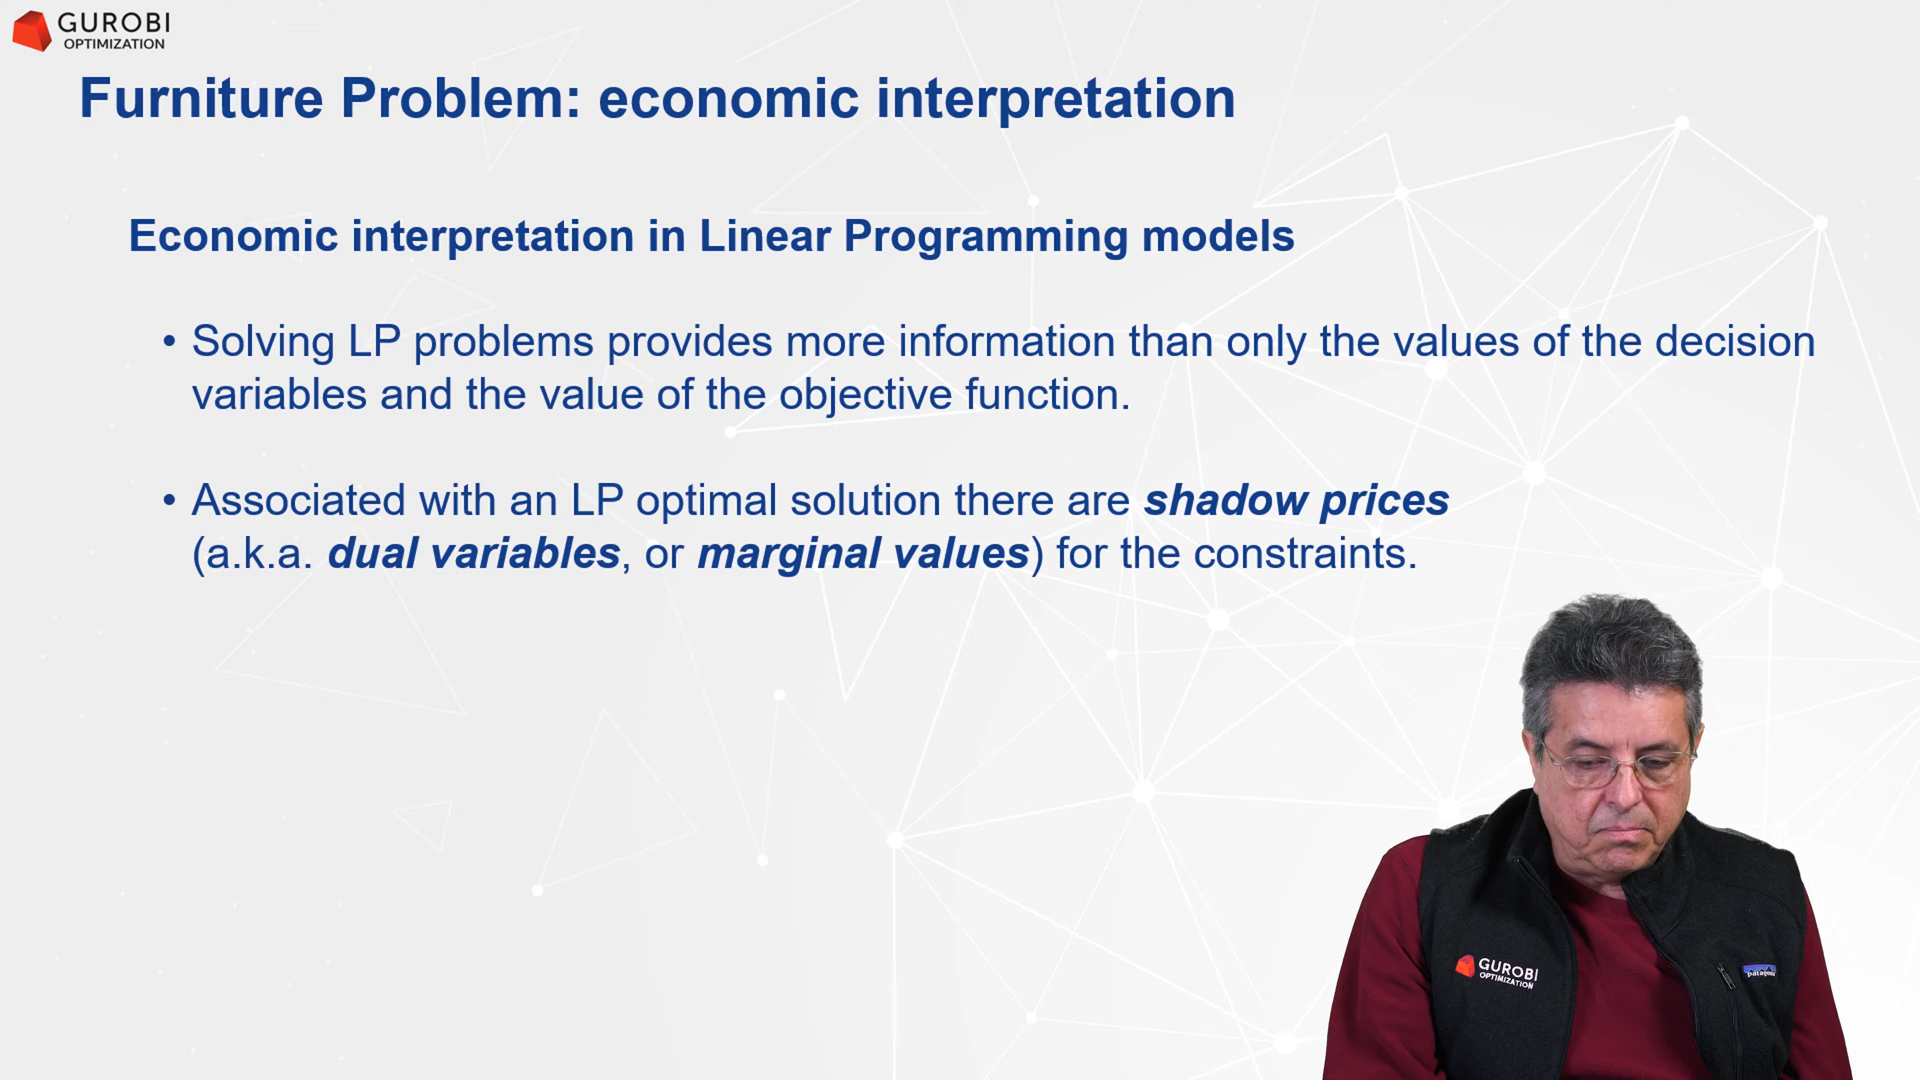 GUROBI
OPTIMIZATION
Furniture Problem: economic interpretation
Economic interpretation in Linear Programming models
• Solving LP problems provides more information than only the values of the decision
variables and the value of the objective function.
• Associated with an LP optimal solution there are shadow prices
(a.k.a. dual variables, or marginal values) for the constraints.
GUROBI
OPTIMIZATION
patagonia